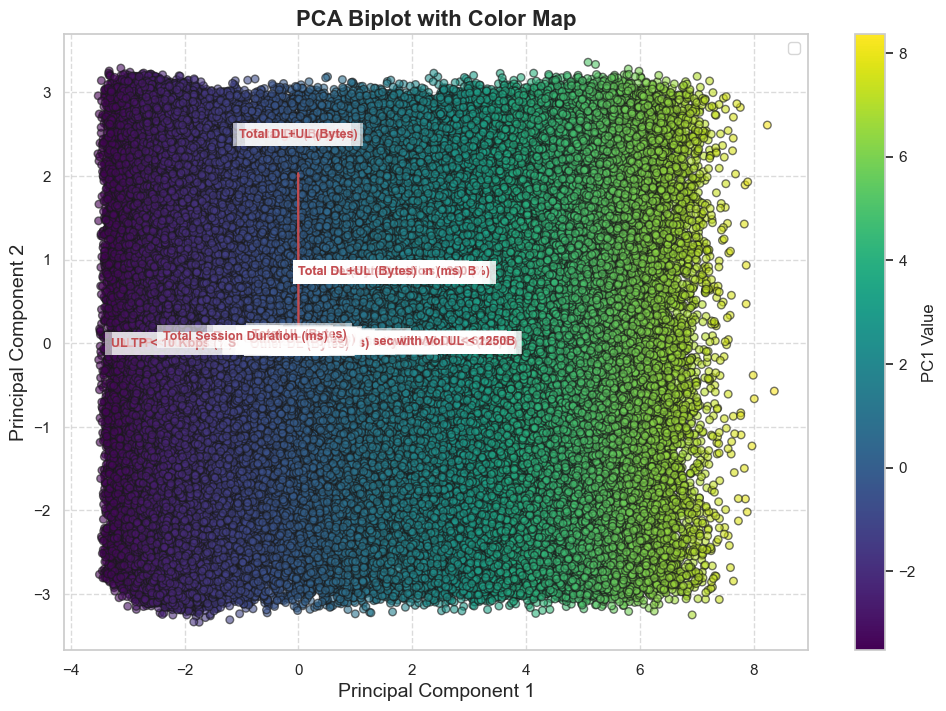 PCA Biplot with Color Map
Total DL+UL (Bytes)
Total DL+UL (Bytes)
Total Session Duration (ms)
UL TP < 10 Kbps
sec with Vol UL < 1250B
3
2
1
0
−1
−2
−3
−4
−2
0
2
4
6
8
Principal Component 1
Principal Component 2
8
6
4
2
0
−2
PC1 Value